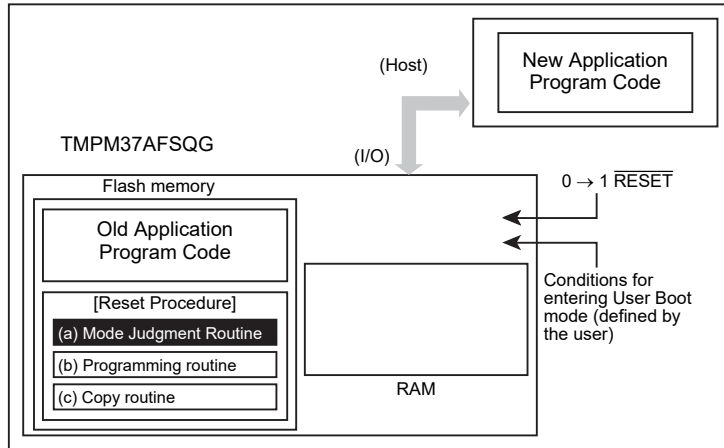 New Application
Program Code
(Host)
TMPM37AFSQG
(I/O)
0 → 1 RESET
Flash memory
Old Application
Program Code
Conditions for
entering User Boot
mode (defined by
the user)
[Reset Procedure]
(a) Mode Judgment Routine
(b) Programming routine
(c) Copy routine
RAM